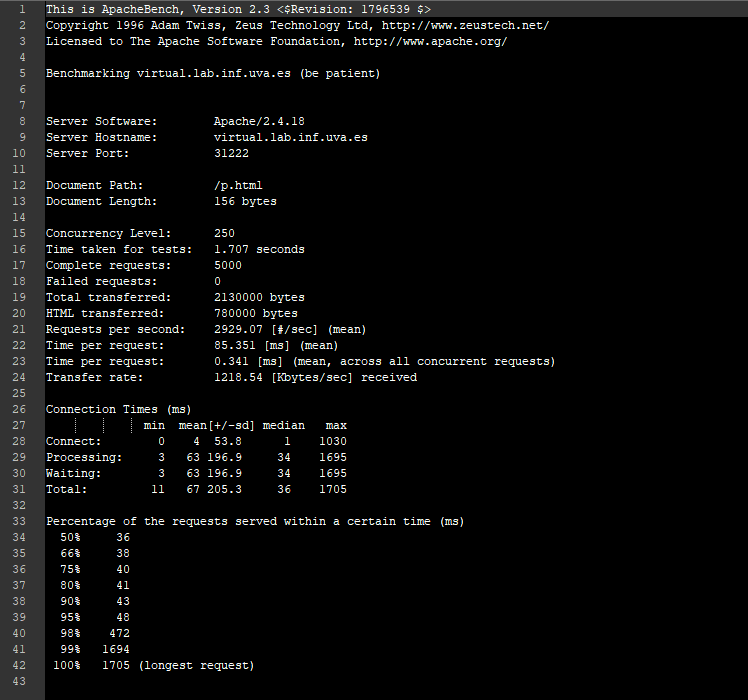 1 This is ApacheBench, Version 2.3 <$Revision: 1796539 $>
2 Copyright 1996 Adam Twiss, Zeus Technology Ltd, http://www.zeustech.net/
3 Licensed to The Apache Software Foundation, http://www.apache.org/
4
5 Benchmarking virtual.lab.inf.uva.es (be patient)
6
7
8 Server Software: Apache/2.4.18
9 Server Hostname: virtual.lab.inf.uva.es
10 Server Port: 31222
11
12 Document Path: /p.html
13 Document Length: 156 bytes
14
15 Concurrency Level: 250
16 Time taken for tests: 1.707 seconds
17 Complete requests: 5000
18 Failed requests: 0
19 Total transferred: 2130000 bytes
20 HTML transferred: 780000 bytes
21 Requests per second: 2929.07 [#/sec] (mean)
22 Time per request: 85.351 [ms] (mean)
23 Time per request: 0.341 [ms] (mean, across all concurrent requests)
24 Transfer rate: 1218.54 [Kbytes/sec] received
25
26 Connection Times (ms)
27 min mean[+/-sd] median max
28 Connect: 0 4 53.8 1 1030
29 Processing: 3 63 196.9 34 1695
30 Waiting: 3 63 196.9 34 1695
31 Total: 11 67 205.3 36 1705
32
33 Percentage of the requests served within a certain time (ms)
34 50% 36
35 66% 38
36 75% 40
37 80% 41
38 90% 43
39 95% 48
40 98% 472
41 99% 1694
42 100% 1705 (longest request)
43